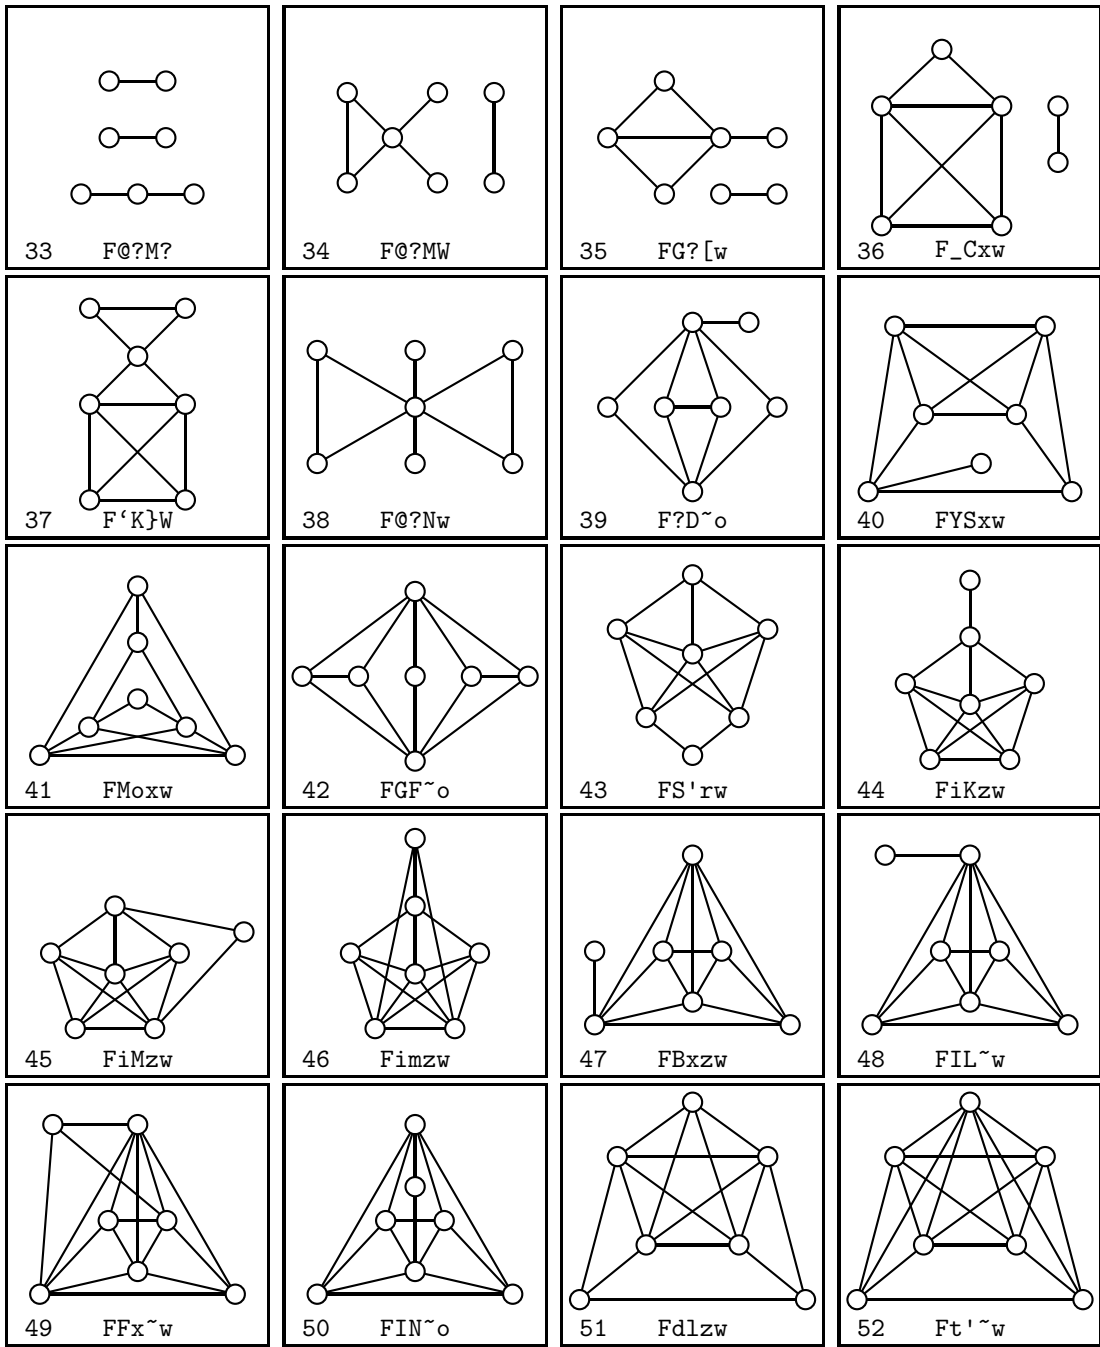 33 F@?M?
34 F@?MW
35 FG?[w
36 F_Cxw
37 F‘K}W
38 F@?Nw
39 F?D~o
40 FYSxw
41 FMoxw
42 FGF~o
43 FS'rw
44 FiKzw
45 FiMzw
46 Fimzw
47 FBxzw
48 FIL~w
49 FFx~w
50 FIN~o
51 Fdlzw
52 Ft'~w